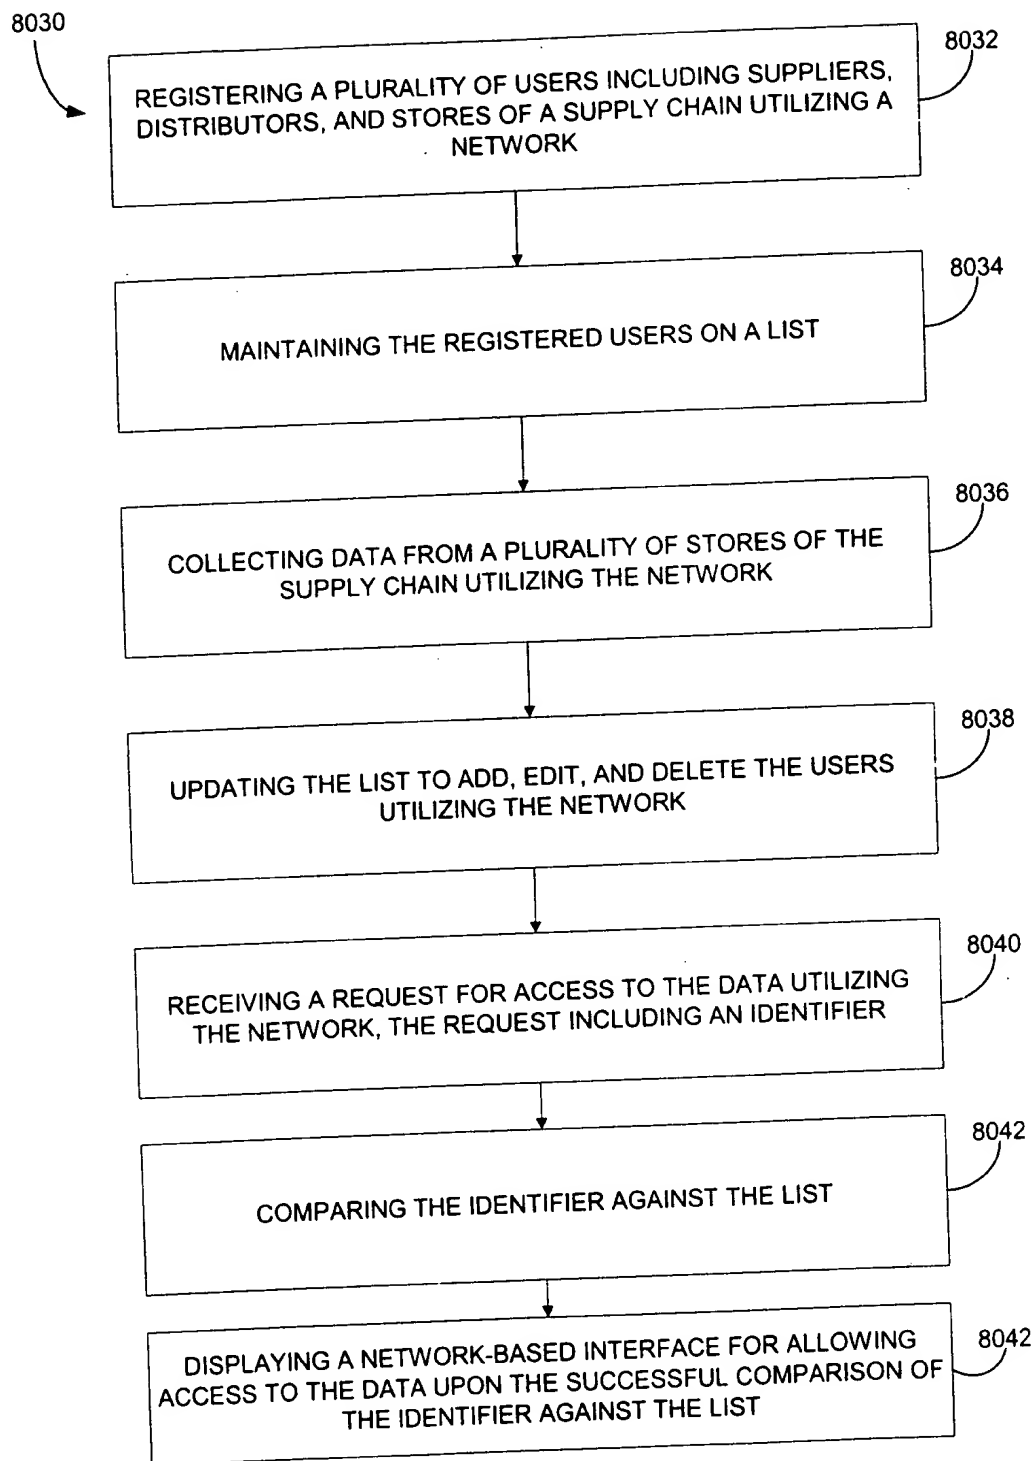 8030
8032
REGISTERING A PLURALITY OF USERS INCLUDING SUPPLIERS,
DISTRIBUTORS, AND STORES OF A SUPPLY CHAIN UTILIZING A
NETWORK
8034
MAINTAINING THE REGISTERED USERS ON A LIST
8036
COLLECTING DATA FROM A PLURALITY OF STORES OF THE
SUPPLY CHAIN UTILIZING THE NETWORK
8038
UPDATING THE LIST TO ADD, EDIT, AND DELETE THE USERS
UTILIZING THE NETWORK
8040
RECEIVING A REQUEST FOR ACCESS TO THE DATA UTILIZING
THE NETWORK, THE REQUEST INCLUDING AN IDENTIFIER
8042
COMPARING THE IDENTIFIER AGAINST THE LIST
8042
DISPLAYING A NETWORK-BASED INTERFACE FOR ALLOWING
ACCESS TO THE DATA UPON THE SUCCESSFUL COMPARISON OF
THE IDENTIFIER AGAINST THE LIST